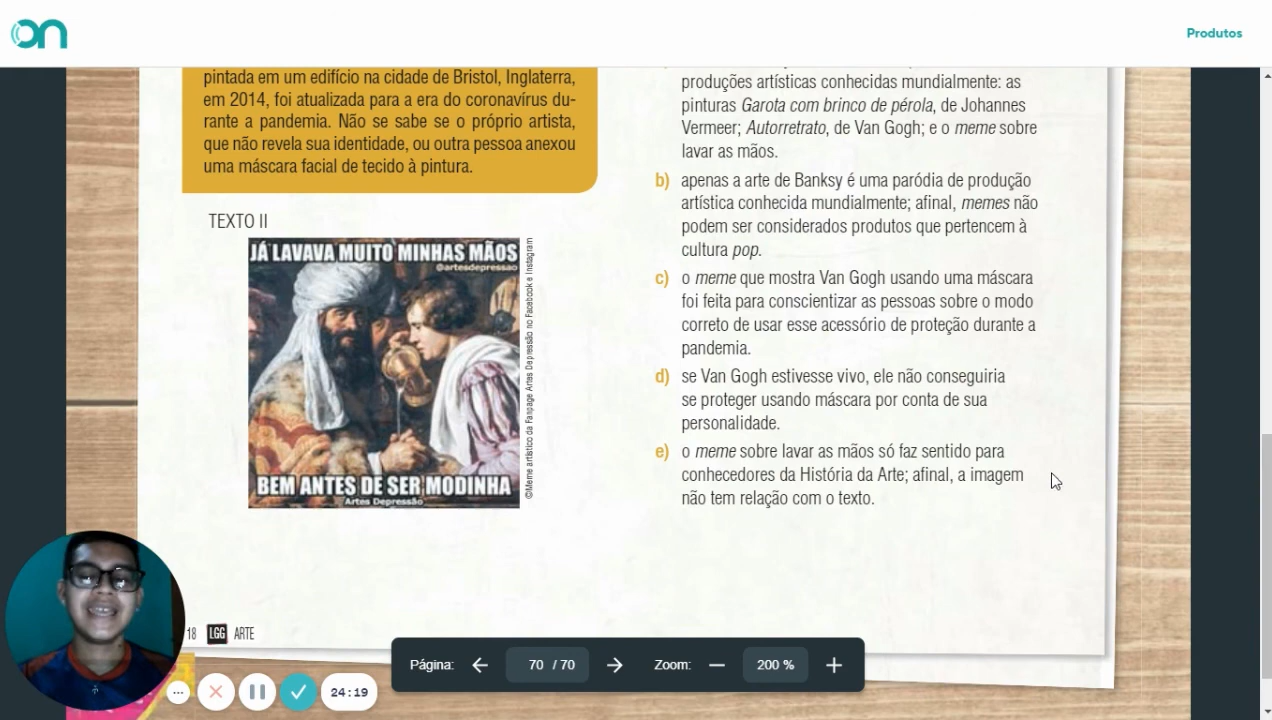 on
Produtos
pintada em um edifício na cidade de Bristol, Inglaterra,
em 2014, foi atualizada para a era do coronavírus du-
rante a pandemia. Não se sabe se o próprio artista,
que não revela sua identidade, ou outra pessoa anexou
uma máscara facial de tecido à pintura.
TEXTO II
JÁ LAVAVA MUITO MINHAS MÃOS
@artesdepressao
BEM ANTES DE SER MODINHA
Artes Depressão
©Meme artístico da Fanpage Artes Depressão no Facebook e Instagram
produções artísticas conhecidas mundialmente: as
pinturas Garota com brinco de pérola, de Johannes
Vermeer; Autorretrato, de Van Gogh; e o meme sobre
lavar as mãos.
b) apenas a arte de Banksy é uma paródia de produção
artística conhecida mundialmente; afinal, memes não
podem ser considerados produtos que pertencem à
cultura pop.
c) o meme que mostra Van Gogh usando uma máscara
foi feita para conscientizar as pessoas sobre o modo
correto de usar esse acessório de proteção durante a
pandemia.
d) se Van Gogh estivesse vivo, ele não conseguiria
se proteger usando máscara por conta de sua
personalidade.
e) o meme sobre lavar as mãos só faz sentido para
conhecedores da História da Arte; afinal, a imagem
não tem relação com o texto.
18 LGG ARTE
Página: 70 / 70 Zoom: 200 %
24:19